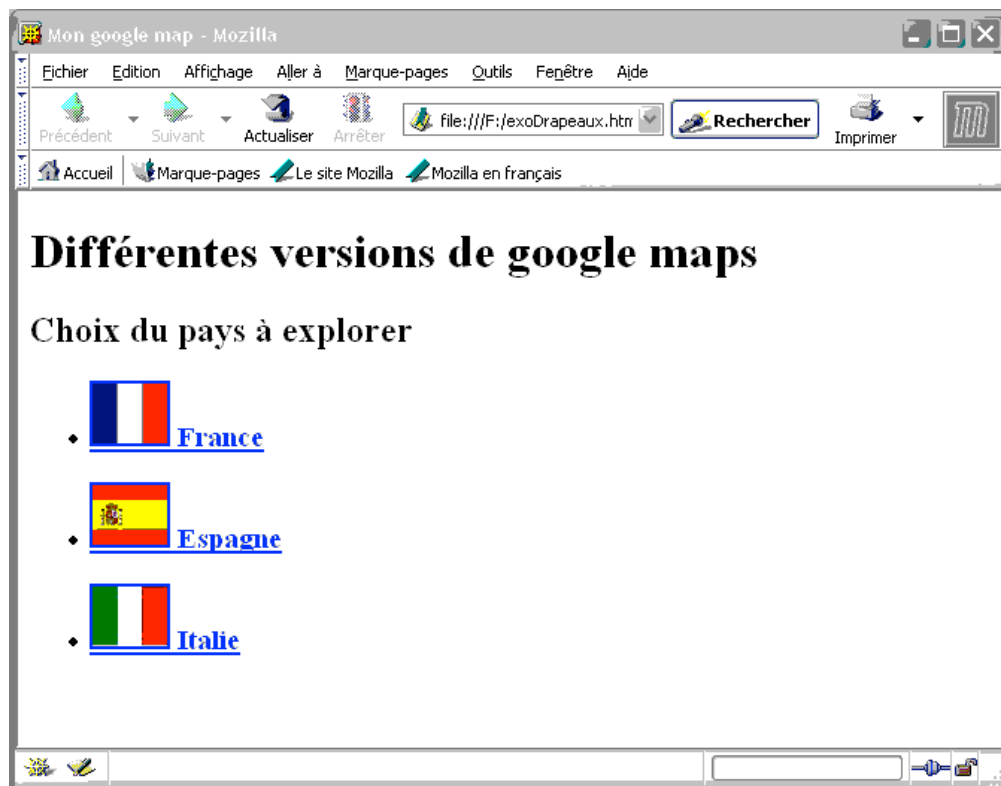 Mon google map - Mozilla
Fichier Edition Affichage Aller à Marque-pages Outils Fenêtre Aide
Précédent Suivant Actualiser Arrêter file:///F:/exoDrapeaux.htm Rechercher Imprimer
Accueil Marque-pages Le site Mozilla Mozilla en français
Différentes versions de google maps
Choix du pays à explorer
France
Espagne
Italie